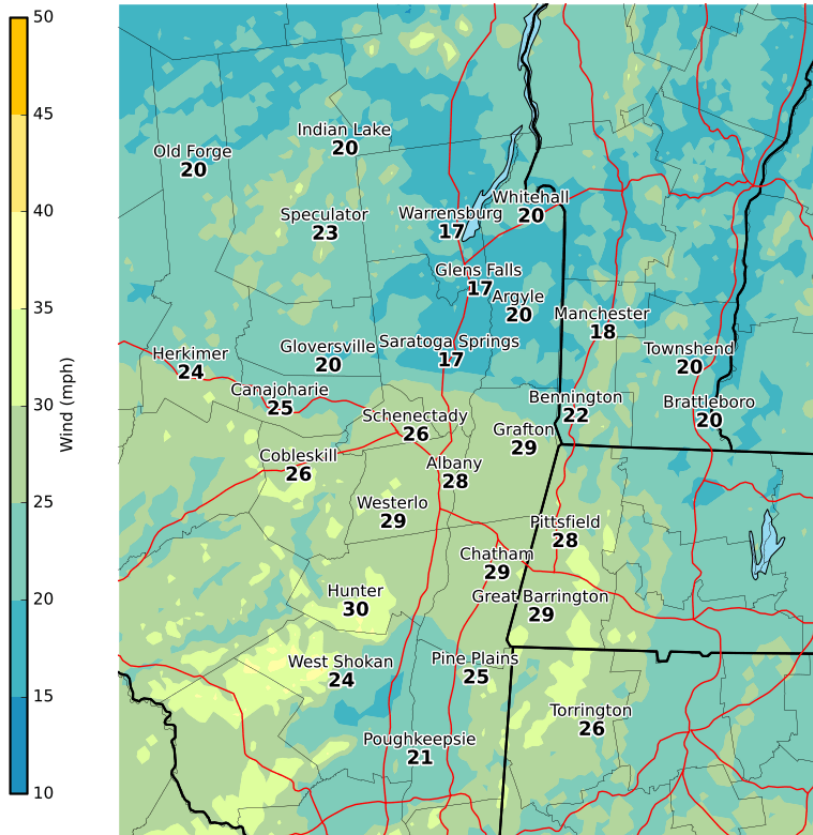 50
45
40
35
30
25
20
15
10
Wind (mph)
Indian Lake
20
Old Forge
20
Whitehall
20
Speculator
23
Warrensburg
17
Glens Falls
17
Argyle
20
Manchester
18
Saratoga Springs
17
Gloversville
20
Herkimer
24
Townshend
20
Canajoharie
25
Bennington
22
Brattleboro
20
Schenectady
26
Grafton
29
Cobleskill
26
Albany
28
Westerlo
29
Pittsfield
28
Chatham
29
Hunter
30
Great Barrington
29
West Shokan
24
Pine Plains
25
Torrington
26
Poughkeepsie
21